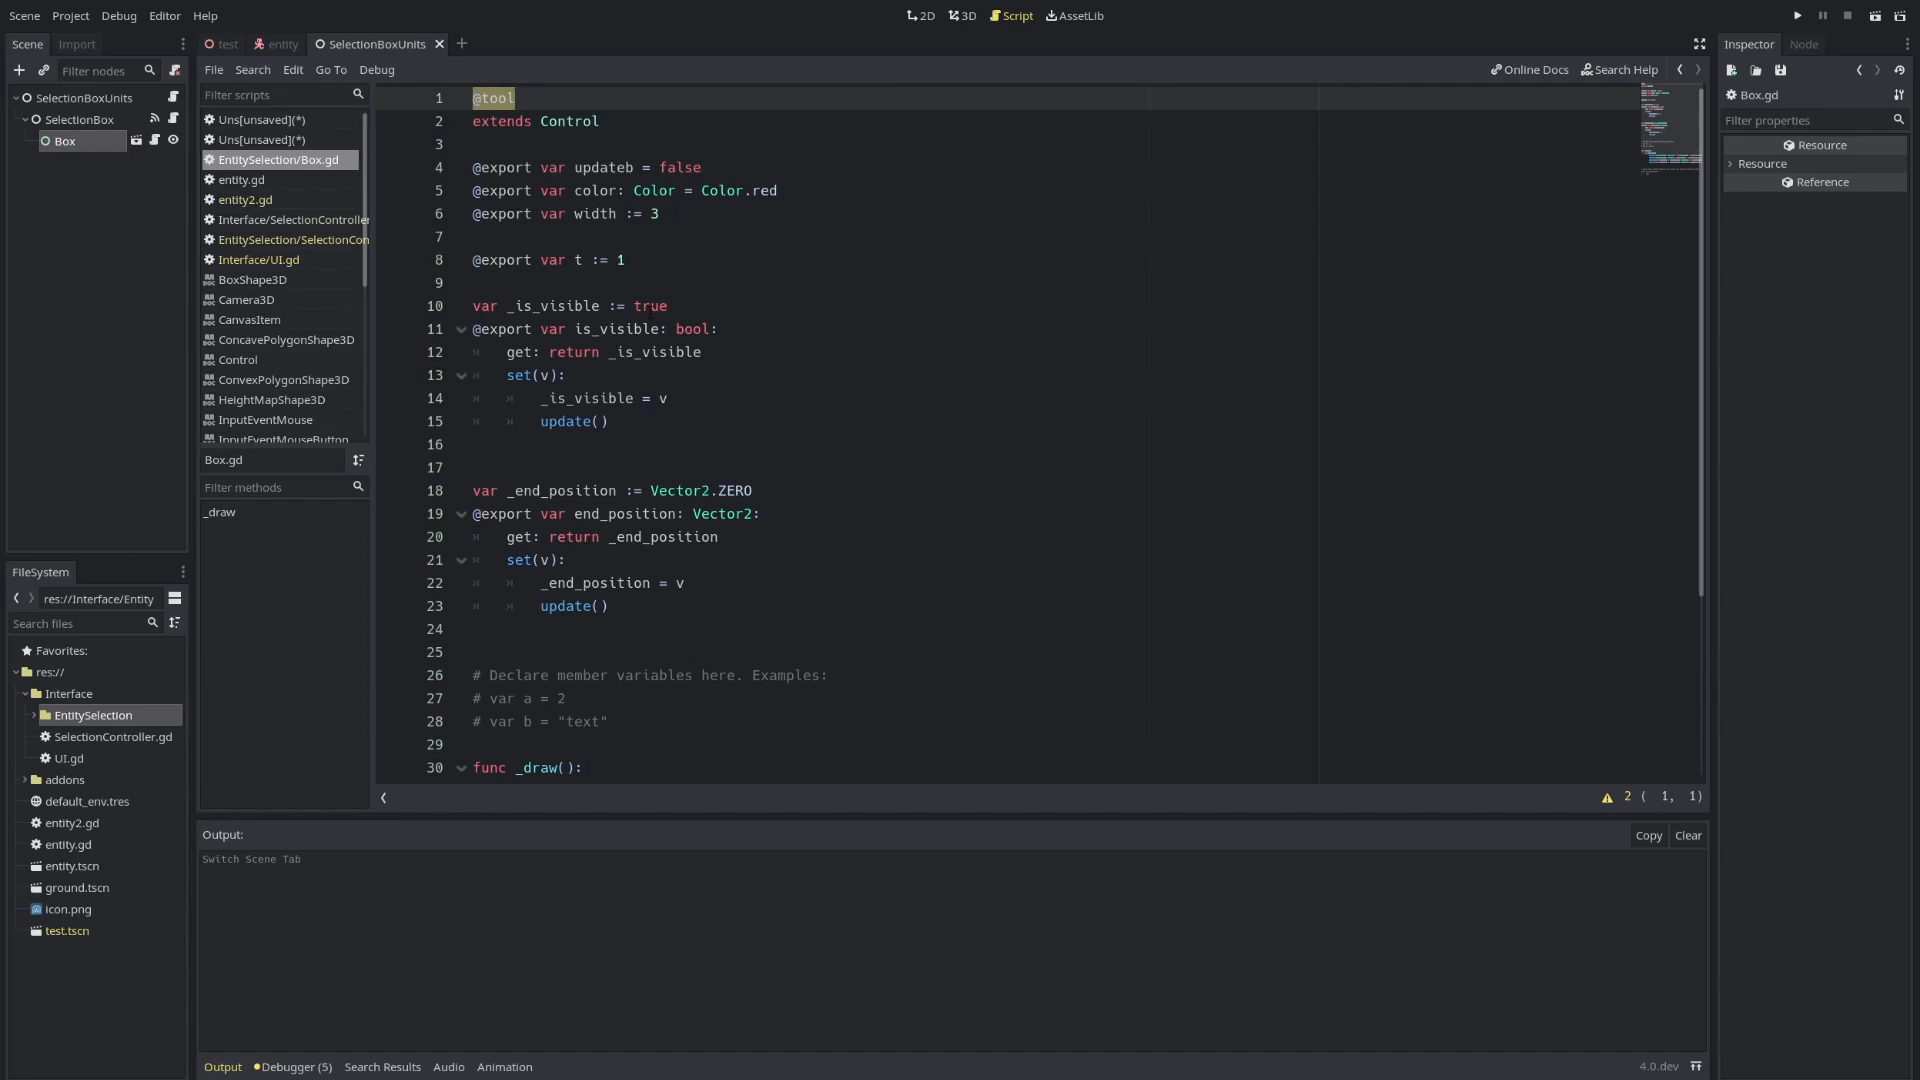 Scene Project Debug Editor Help
2D 3D Script AssetLib
Scene Import
test entity SelectionBoxUnits
Inspector Node
Filter nodes
File Search Edit Go To Debug
Online Docs Search Help
SelectionBoxUnits
SelectionBox
Box
Filter scripts
Uns[unsaved](*)
Uns[unsaved](*)
EntitySelection/Box.gd
entity.gd
entity2.gd
Interface/SelectionController
EntitySelection/SelectionCon
Interface/UI.gd
BoxShape3D
Camera3D
CanvasItem
ConcavePolygonShape3D
Control
ConvexPolygonShape3D
HeightMapShape3D
InputEventMouse
InputEventMouseButton
Box.gd
Filter methods
_draw
1 @tool
2 extends Control
3
4 @export var updateb = false
5 @export var color: Color = Color.red
6 @export var width := 3
7
8 @export var t := 1
9
10 var _is_visible := true
11 @export var is_visible: bool:
12 get: return _is_visible
13 set(v):
14 _is_visible = v
15 update()
16
17
18 var _end_position := Vector2.ZERO
19 @export var end_position: Vector2:
20 get: return _end_position
21 set(v):
22 _end_position = v
23 update()
24
25
26 # Declare member variables here. Examples:
27 # var a = 2
28 # var b = "text"
29
30 func _draw():
2 ( 1, 1)
Box.gd
Filter properties
Resource
Resource
Reference
FileSystem
res://Interface/Entity
Search files
Favorites:
res://
Interface
EntitySelection
SelectionController.gd
UI.gd
addons
default_env.tres
entity2.gd
entity.gd
entity.tscn
ground.tscn
icon.png
test.tscn
Output:
Copy Clear
Switch Scene Tab
Output Debugger (5) Search Results Audio Animation
4.0.dev